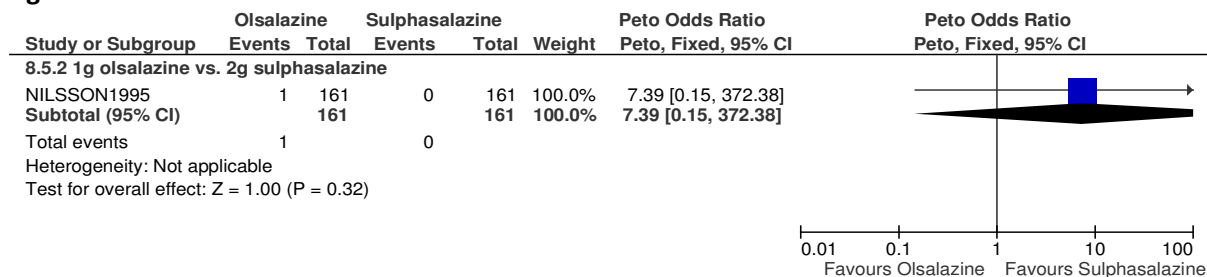 Olsalazine Sulphasalazine Peto Odds Ratio Peto Odds Ratio
Study or Subgroup Events Total Events Total Weight Peto, Fixed, 95% CI Peto, Fixed, 95% CI
8.5.2 1g olsalazine vs. 2g sulphasalazine
NILSSON1995 1 161 0 161 100.0% 7.39 [0.15, 372.38]
Subtotal (95% CI) 161 161 100.0% 7.39 [0.15, 372.38]
Total events 1 0
Heterogeneity: Not applicable
Test for overall effect: Z = 1.00 (P = 0.32)
0.01 0.1 1 10 100
Favours Olsalazine Favours Sulphasalazine